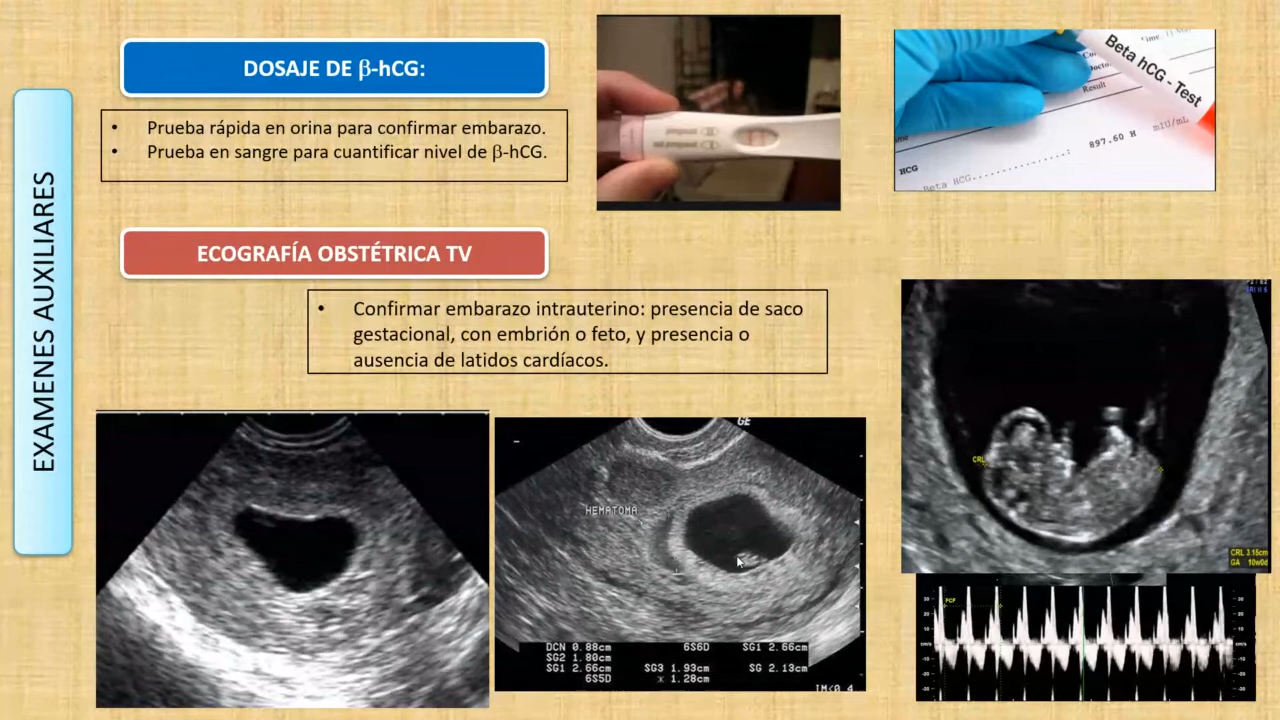 EXAMENES AUXILIARES
DOSAJE DE β-hCG:
• Prueba rápida en orina para confirmar embarazo.
• Prueba en sangre para cuantificar nivel de β-hCG.
Beta hCG - Test
Result
HCG
Beta HCG..............: 897.60 H mIU/mL
ECOGRAFÍA OBSTÉTRICA TV
• Confirmar embarazo intrauterino: presencia de saco
gestacional, con embrión o feto, y presencia o
ausencia de latidos cardíacos.
GE
HEMATOMA
DCN 0.88cm 6S6D SG1 2.66cm
SG2 1.80cm
SG1 2.66cm SG3 1.93cm SG 2.13cm
6S5D x 1.28cm
CRL
CRL 3.15cm
GA 10w0d
FCF